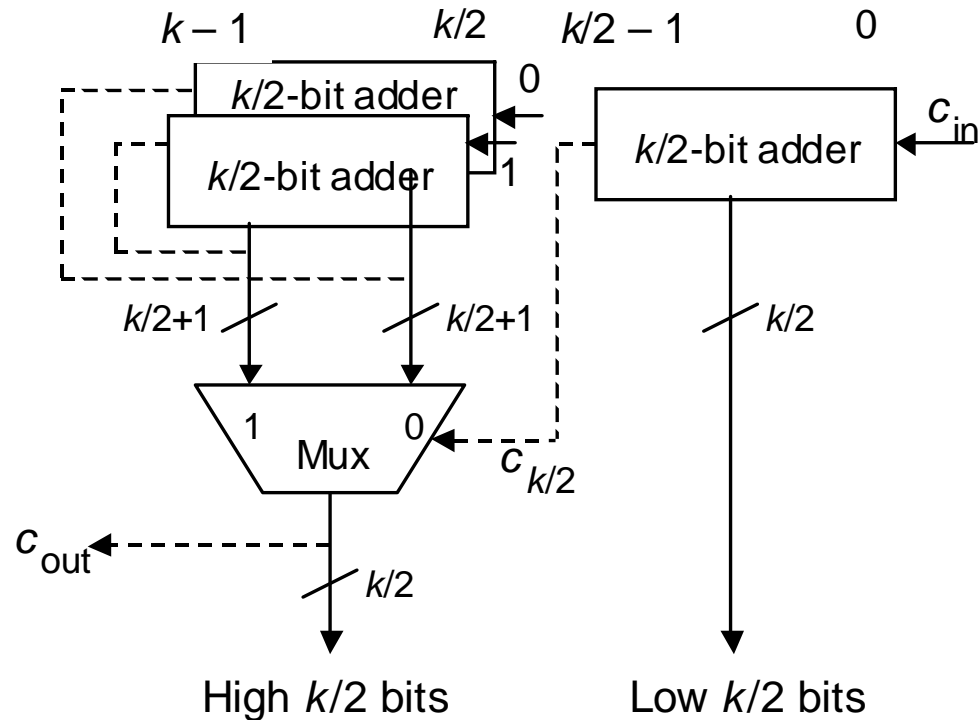 k – 1 k/2 k/2 – 1 0
k/2-bit adder 0
k/2-bit adder 1
k/2-bit adder c_in
k/2+1 k/2+1 k/2
1 0
Mux
c_k/2
c_out
k/2
High k/2 bits Low k/2 bits